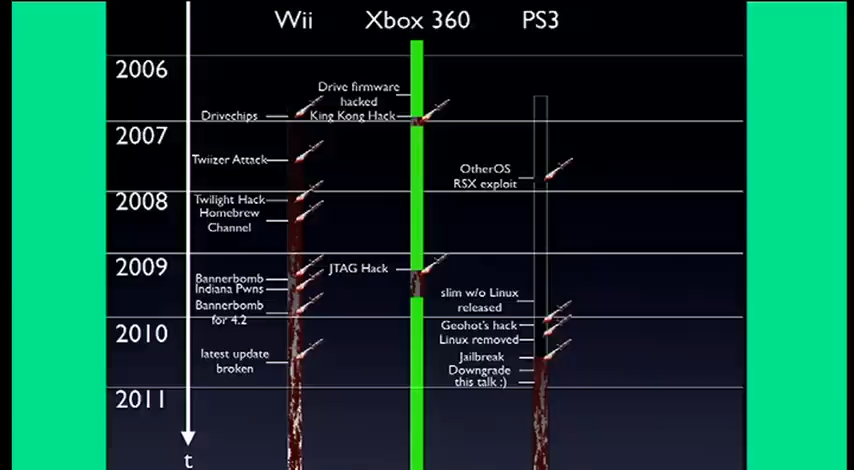 Wii Xbox 360 PS3
2006
Drive firmware
hacked
Drivechips
King Kong Hack
2007
Twiizer Attack
OtherOS
RSX exploit
2008
Twilight Hack
Homebrew
Channel
2009
JTAG Hack
Bannerbomb
Indiana Pwns
slim w/o Linux
released
Bannerbomb
for 4.2
2010
Geohot's hack
Linux removed
latest update
broken
Jailbreak
Downgrade
this talk :)
2011
t